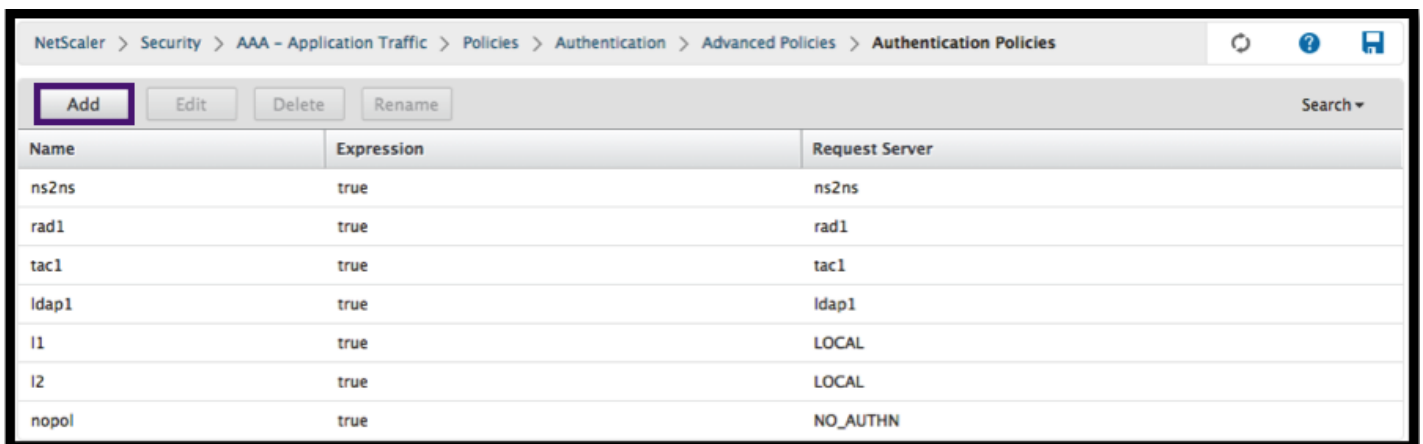 NetScaler > Security > AAA – Application Traffic > Policies > Authentication > Advanced Policies > Authentication Policies
Add Edit Delete Rename Search
Name Expression Request Server
ns2ns true ns2ns
rad1 true rad1
tac1 true tac1
ldap1 true ldap1
l1 true LOCAL
l2 true LOCAL
nopol true NO_AUTHN